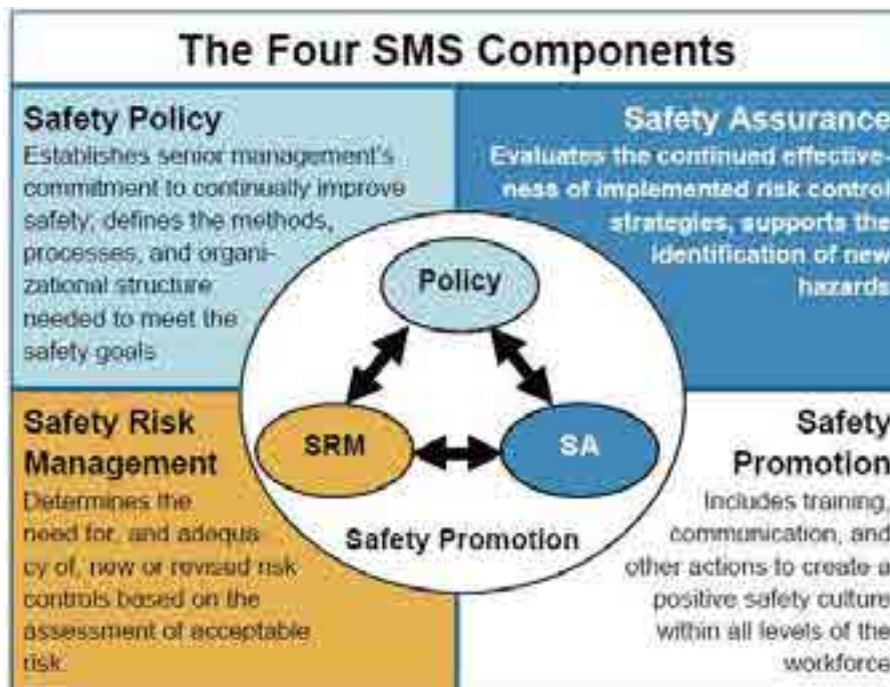 The Four SMS Components
Safety Policy
Establishes senior management's
commitment to continually improve
safety, defines the methods,
processes, and organi-
zational structure
needed to meet the
safety goals
Safety Assurance
Evaluates the continued effective-
ness of implemented risk control
strategies, supports the
identification of new
hazards
Policy
SRM
SA
Safety Promotion
Safety Risk
Management
Determines the
need for, and adequa-
cy of, new or revised risk
controls based on the
assessment of acceptable
risk
Safety
Promotion
Includes training,
communication, and
other actions to create a
positive safety culture
within all levels of the
workforce